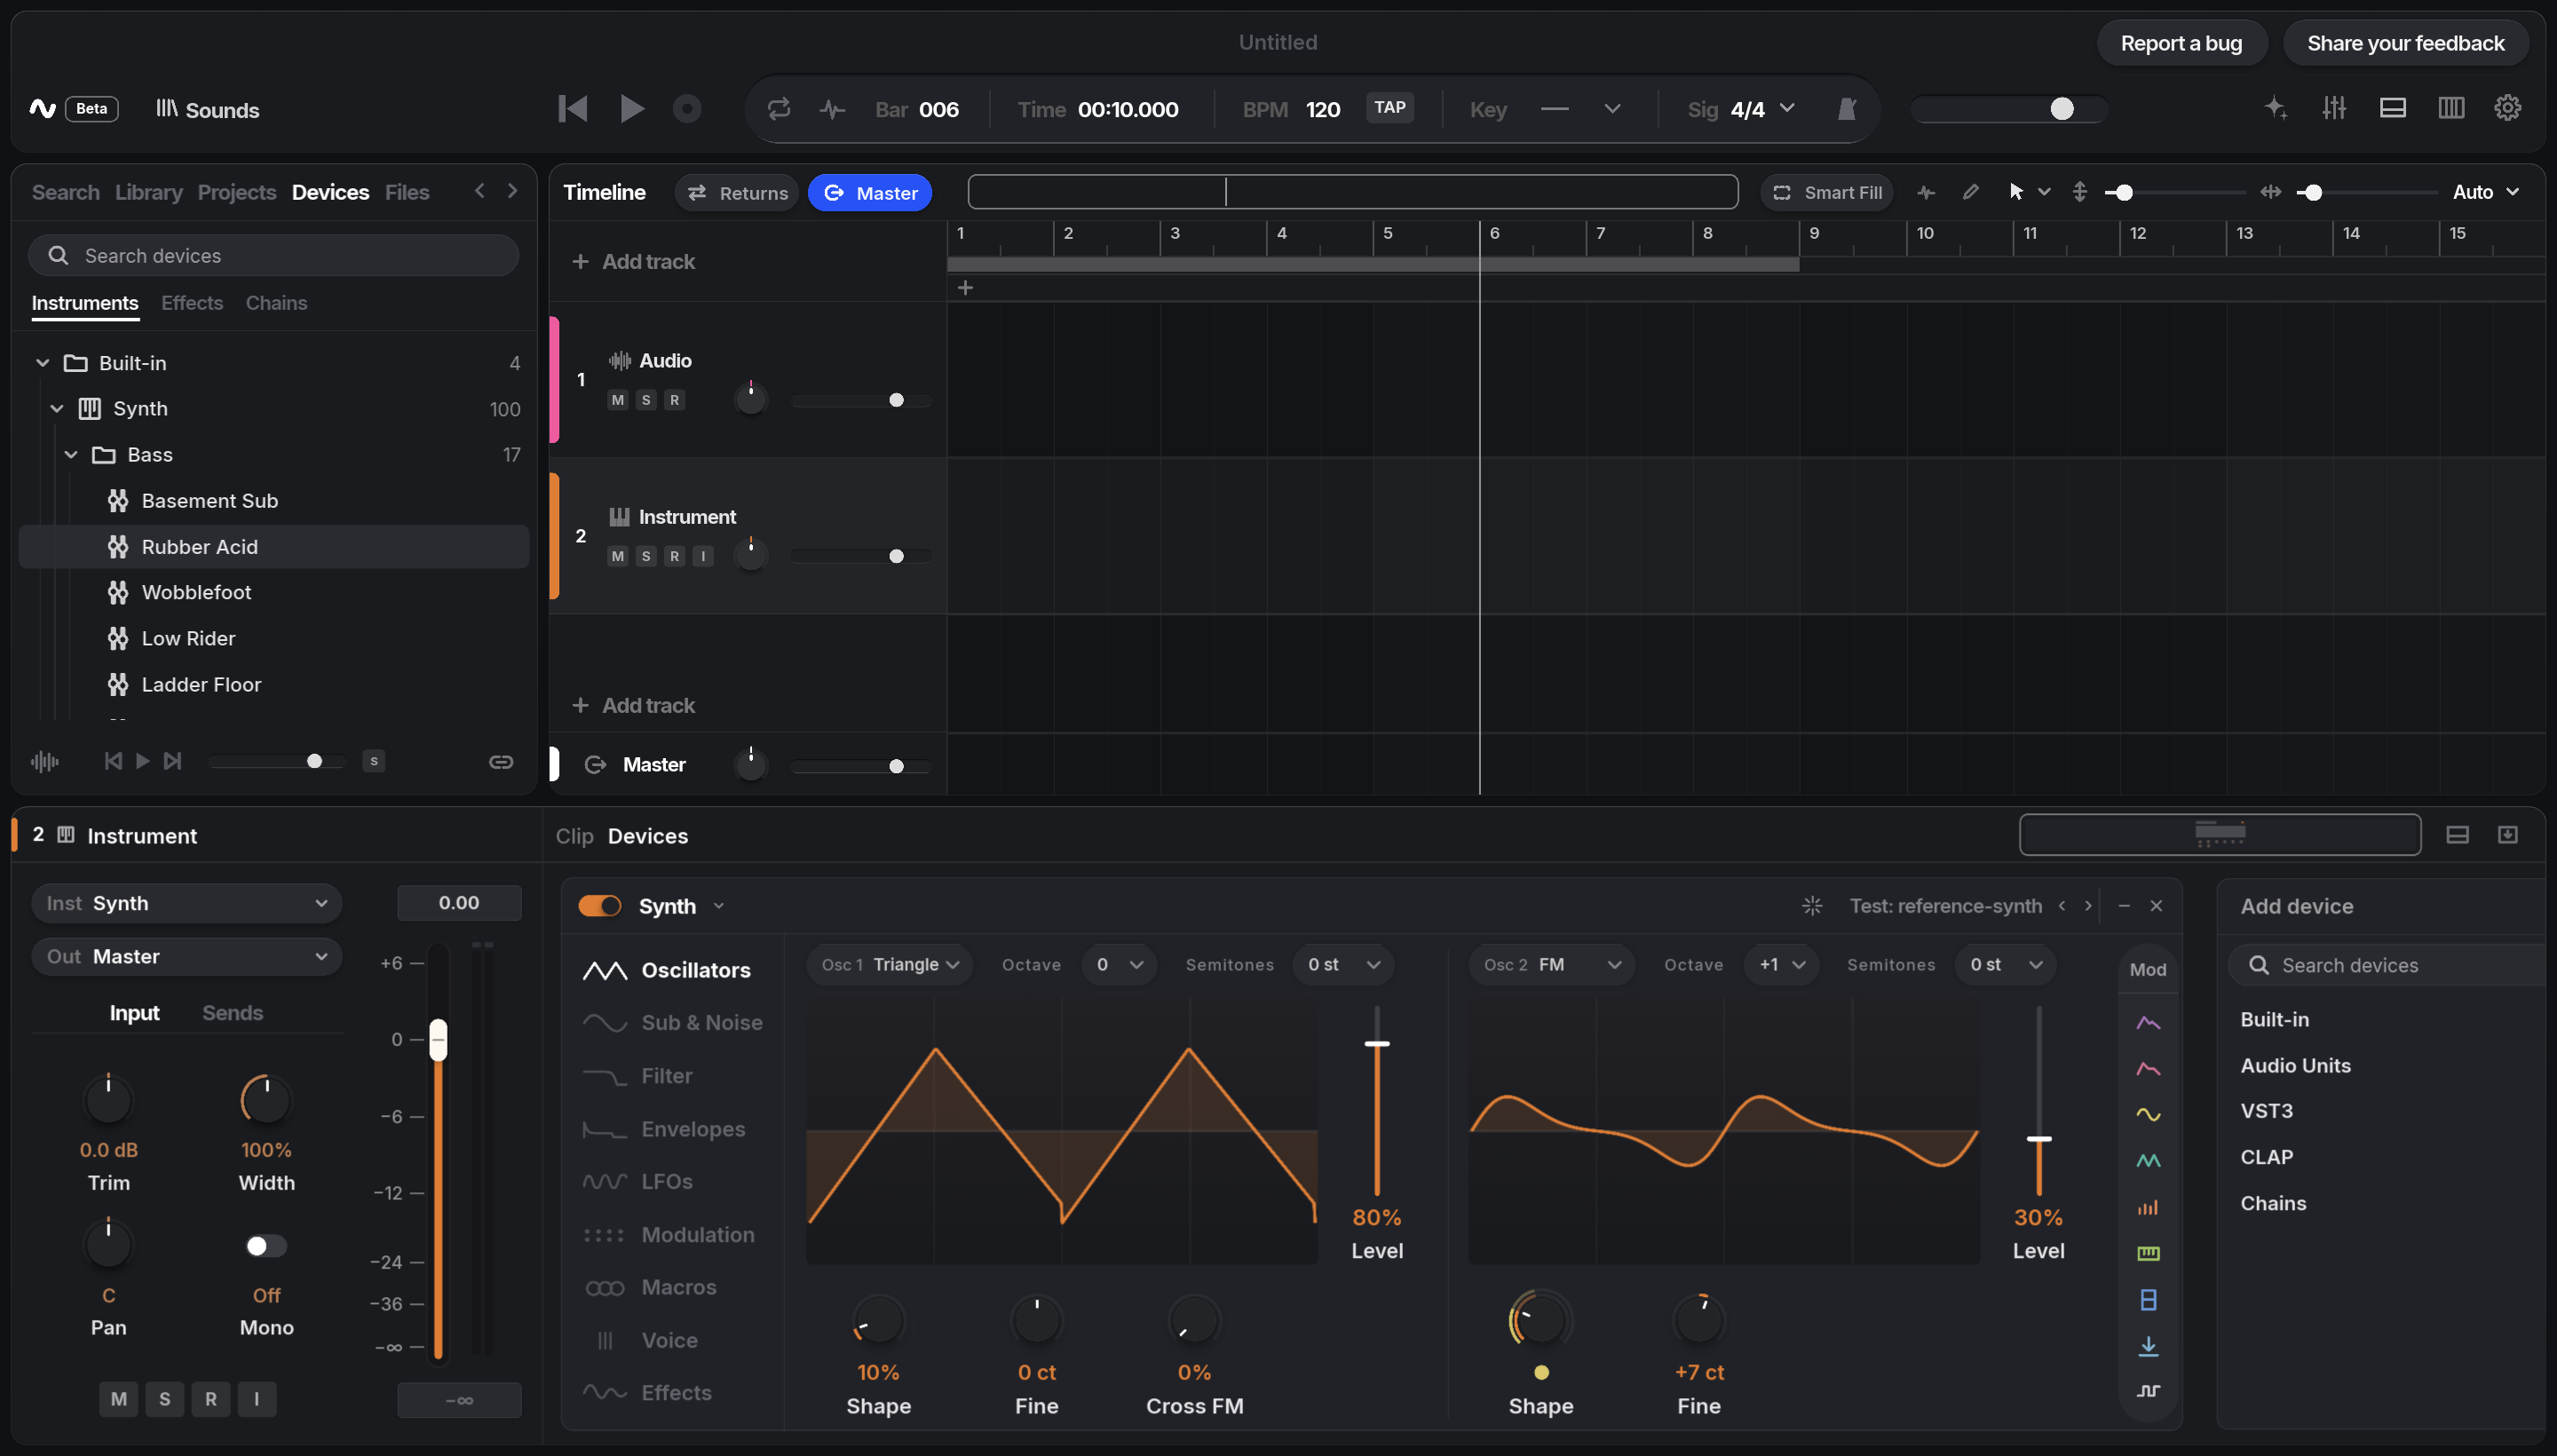 Untitled
Report a bug
Share your feedback
Beta
Sounds
Bar 006
Time 00:10.000
BPM 120 TAP
Key —
Sig 4/4
Search Library Projects Devices Files
Search devices
Instruments Effects Chains
Built-in 4
Synth 100
Bass 17
Basement Sub
Rubber Acid
Wobblefoot
Low Rider
Ladder Floor
S
Timeline Returns Master
Smart Fill
Auto
1 2 3 4 5 6 7 8 9 10 11 12 13 14 15
+ Add track
1 Audio
M S R
2 Instrument
M S R I
+ Add track
Master
2 Instrument
Inst Synth
Out Master
Input Sends
0.0 dB 100%
Trim Width
C Off
Pan Mono
M S R I
0.00
+6
0
−6
−12
−24
−36
−∞
−∞
Clip Devices
Synth
Test: reference-synth
Oscillators
Sub & Noise
Filter
Envelopes
LFOs
Modulation
Macros
Voice
Effects
Osc 1 Triangle Octave 0 Semitones 0 st
80%
Level
10% 0 ct 0%
Shape Fine Cross FM
Osc 2 FM Octave +1 Semitones 0 st
30%
Level
+7 ct
Shape Fine
Mod
Add device
Search devices
Built-in
Audio Units
VST3
CLAP
Chains